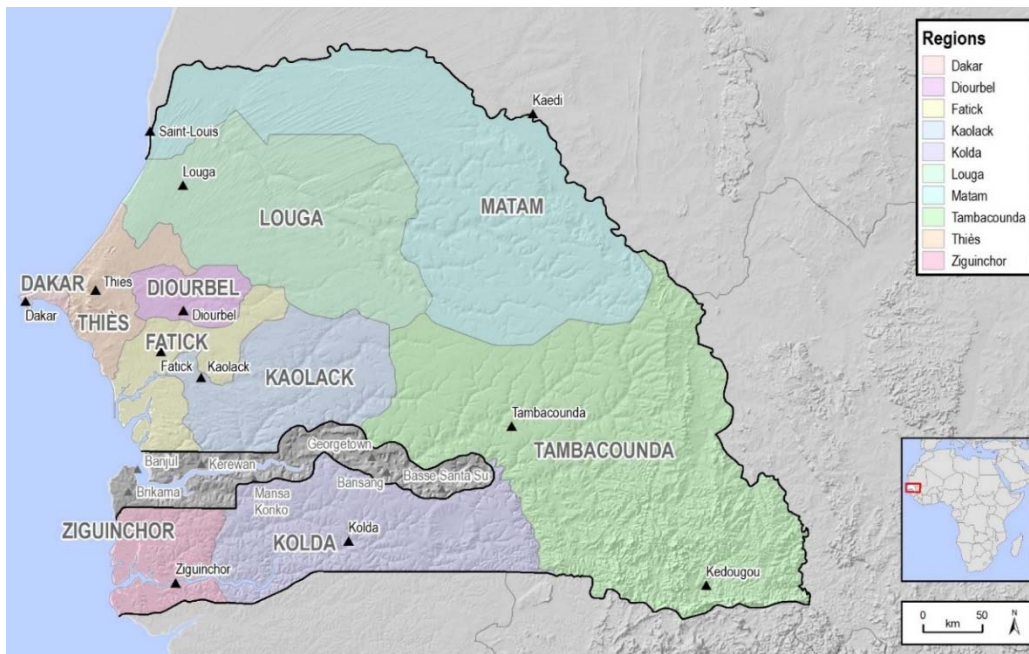 Regions
Dakar
Diourbel
Fatick
Kaolack
Kolda
Louga
Matam
Tambacounda
Thiès
Ziguinchor
Kaedi
Saint-Louis
Louga
LOUGA
MATAM
DAKAR
Thies
DIOURBEL
Dakar
Diourbel
THIÈS
FATICK
Fatick
Kaolack
KAOLACK
Tambacounda
TAMBACOUNDA
Georgetown
Banjul
Kerewan
Bansang
Basse Santa Su
Brikama
Mansa
Konko
ZIGUINCHOR
Kolda
KOLDA
Ziguinchor
Kedougou
0 50
km
N